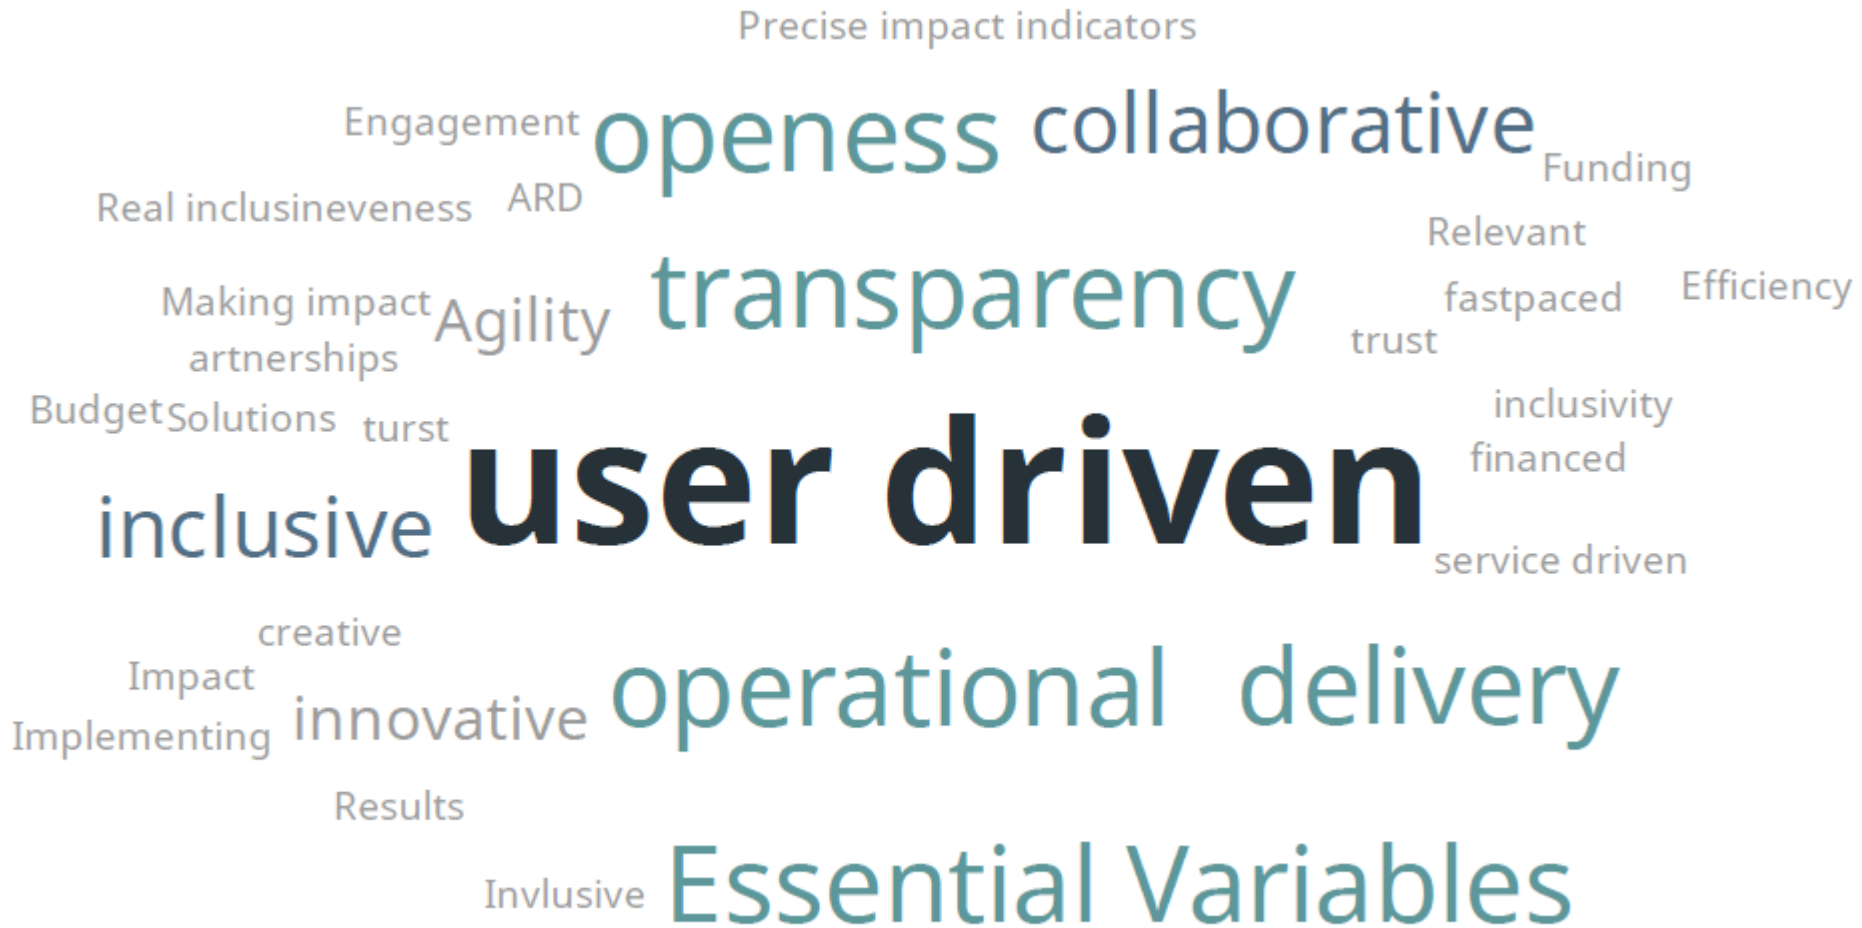 Precise impact indicators
Engagement openess collaborative
Funding
Real inclusineveness ARD
Relevant
Making impact Agility transparency fastpaced Efficiency
trust
artnerships
Budget Solutions turst inclusivity
user driven financed
inclusive
service driven
creative
Impact
Implementing innovative operational delivery
Results
Invlusive Essential Variables